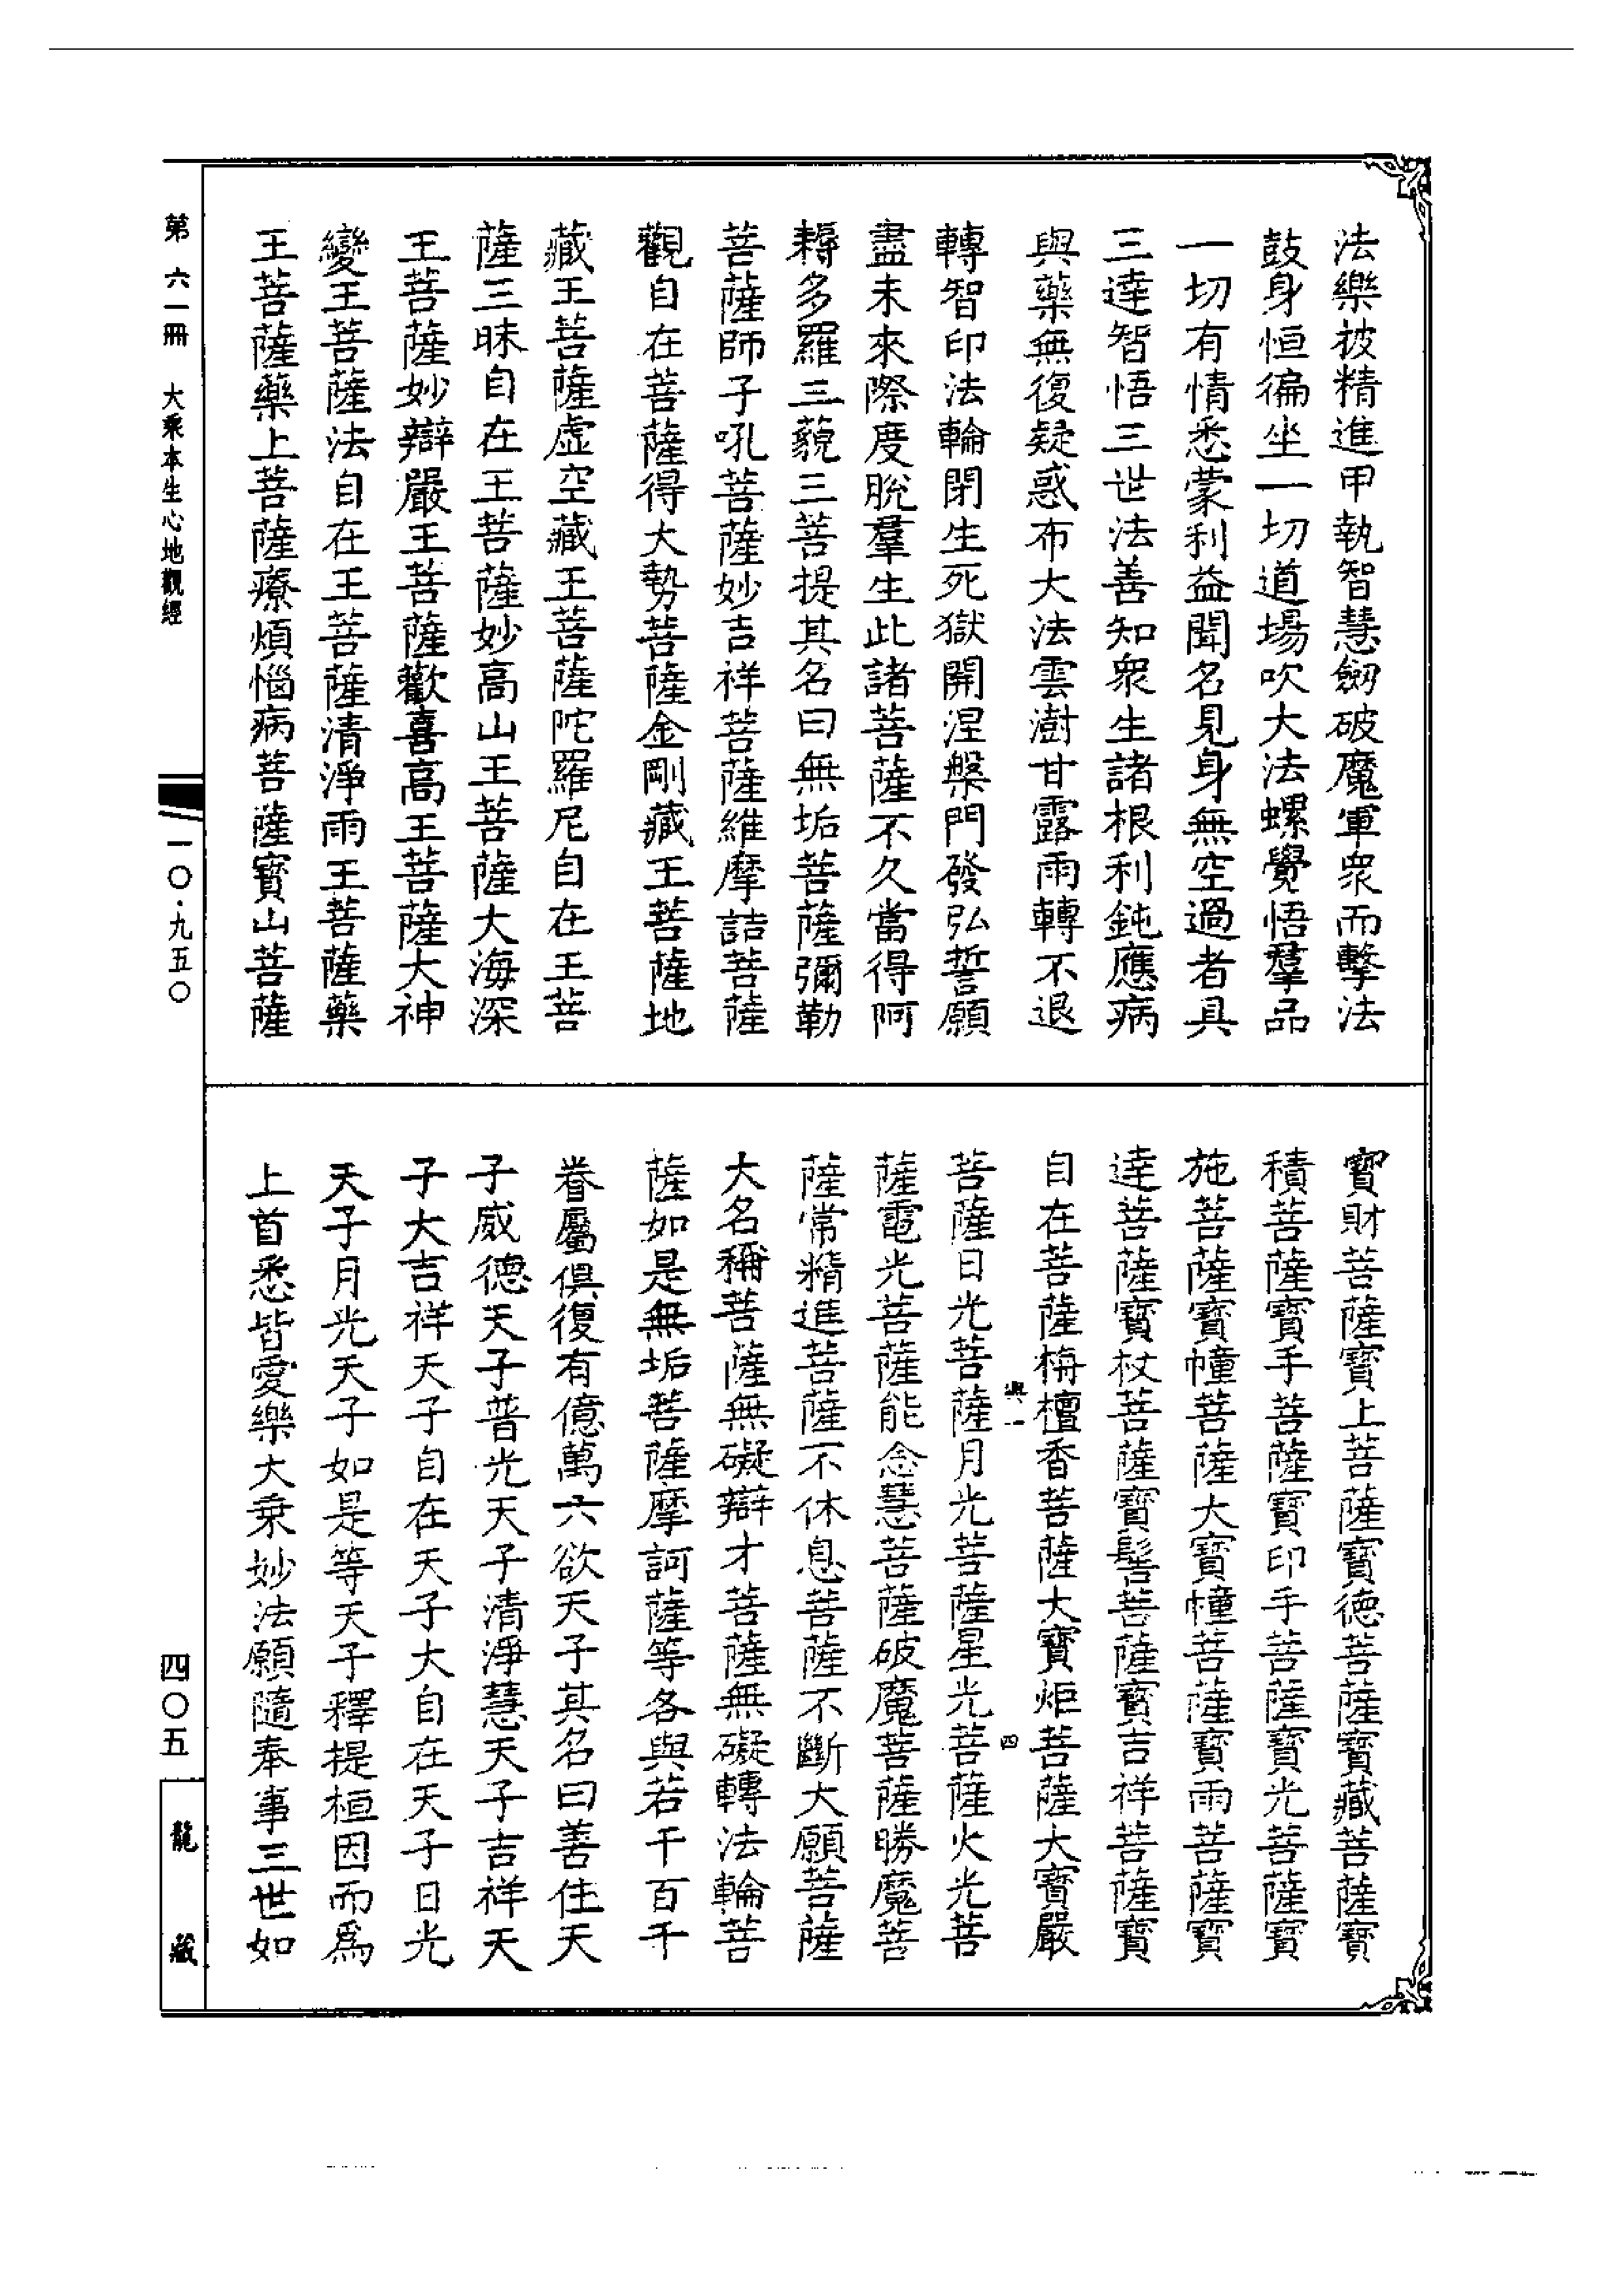 法樂披精進甲執智慧劒破魔軍衆而擊法
鼓身恒徧坐一切道場吹大法螺覺悟羣品
一切有情悉蒙利益聞名見身無空過者具
三達智悟三世法善知衆生諸根利鈍應病
與藥無復疑惑布大法雲澍甘露雨轉不退
轉智印法輪閉生死獄開涅槃門發弘誓願
盡未來際度脫羣生此諸菩薩不久當得阿
耨多羅三藐三菩提其名曰無垢菩薩彌勒
菩薩師子吼菩薩妙吉祥菩薩維摩詰菩薩
觀自在菩薩得大勢菩薩金剛藏王菩薩地
藏王菩薩虛空藏王菩薩陀羅尼自在王菩
薩三昧自在王菩薩妙高山王菩薩大海深
王菩薩妙辯嚴王菩薩歡喜高王菩薩大神
變王菩薩法自在王菩薩清淨雨王菩薩藥
王菩薩藥上菩薩療煩惱病菩薩寶山菩薩
寶財菩薩寶上菩薩寶德菩薩寶藏菩薩寶
積菩薩寶手菩薩寶印手菩薩寶光菩薩寶
施菩薩寶幢菩薩大寶幢菩薩寶雨菩薩寶
達菩薩寶杖菩薩寶髻菩薩寶吉祥菩薩寶
自在菩薩栴檀香菩薩大寶炬菩薩大寶嚴
興一 四
菩薩日光菩薩月光菩薩星光菩薩火光菩
薩電光菩薩能念慧菩薩破魔菩薩勝魔菩
薩常精進菩薩不休息菩薩不斷大願菩薩
大名稱菩薩無礙辯才菩薩無礙轉法輪菩
薩如是無垢菩薩摩訶薩等各與若干百千
眷屬俱復有億萬六欲天子其名曰善住天
子威德天子普光天子清淨慧天子吉祥天
子大吉祥天子自在天子大自在天子日光
天子月光天子如是等天子釋提桓因而爲
上首悉皆愛樂大乘妙法願隨奉事三世如
第六一冊 大乘本生心地觀經
一〇·九五〇
四〇五
龍藏